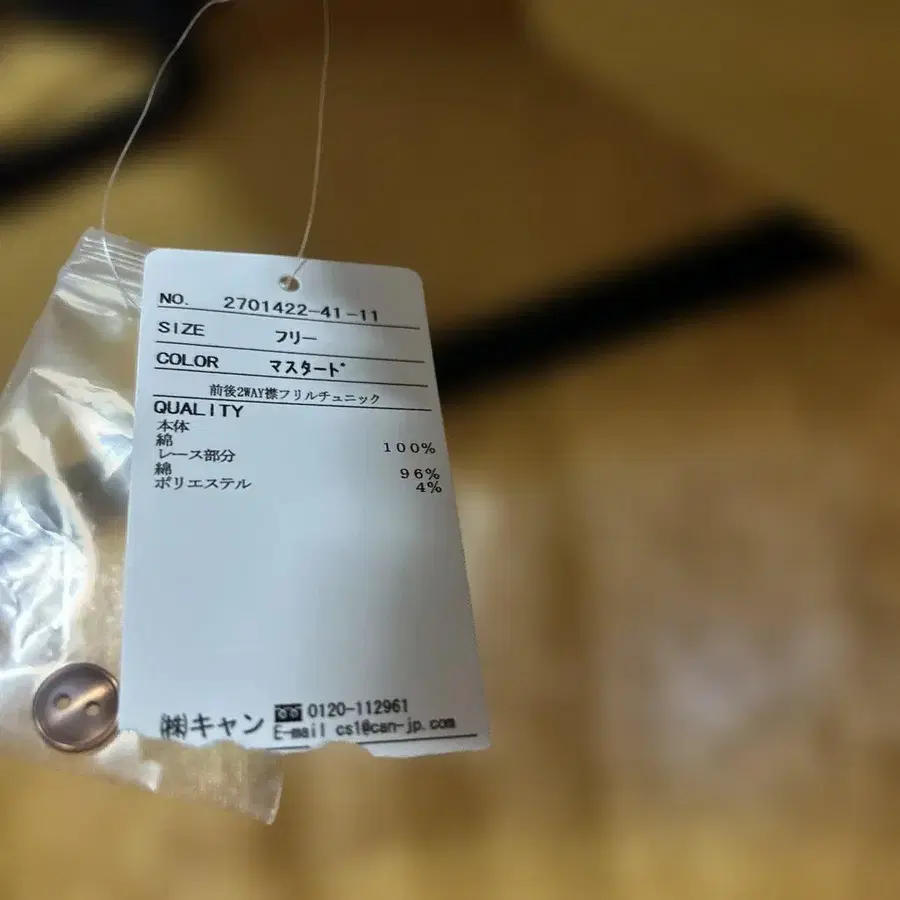 NO. 2701422-41-11
SIZE フリー
COLOR マスタード
前後2WAY襟フリルチュニック
QUALITY
本体
綿 100%
レース部分
綿 96%
ポリエステル 4%
㈱キャン 0120-112961
E-mail cs1@can-jp.com